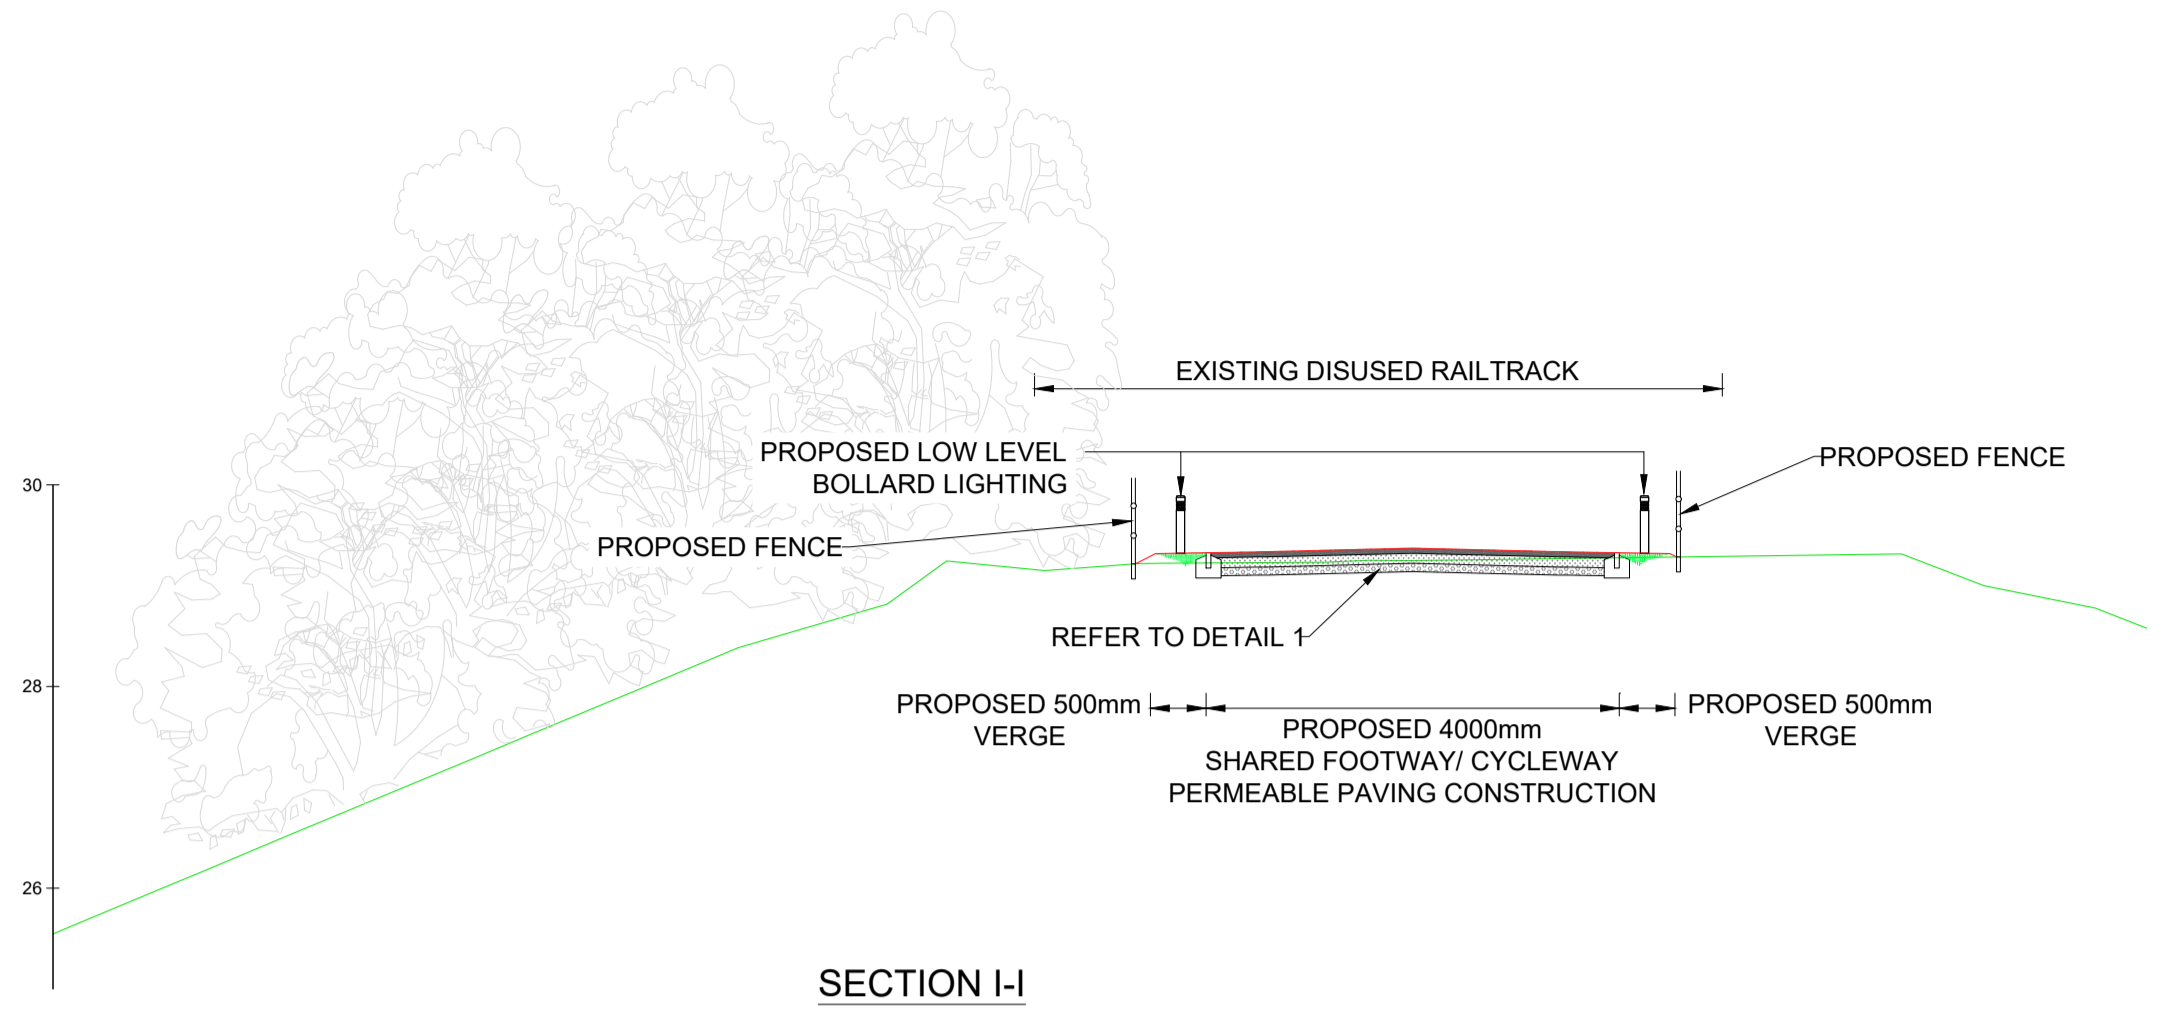 EXISTING DISUSED RAILTRACK
PROPOSED LOW LEVEL
BOLLARD LIGHTING
PROPOSED FENCE
30
PROPOSED FENCE
REFER TO DETAIL 1
28
PROPOSED 500mm
VERGE
PROPOSED 4000mm
SHARED FOOTWAY/ CYCLEWAY
PERMEABLE PAVING CONSTRUCTION
PROPOSED 500mm
VERGE
26
SECTION I-I